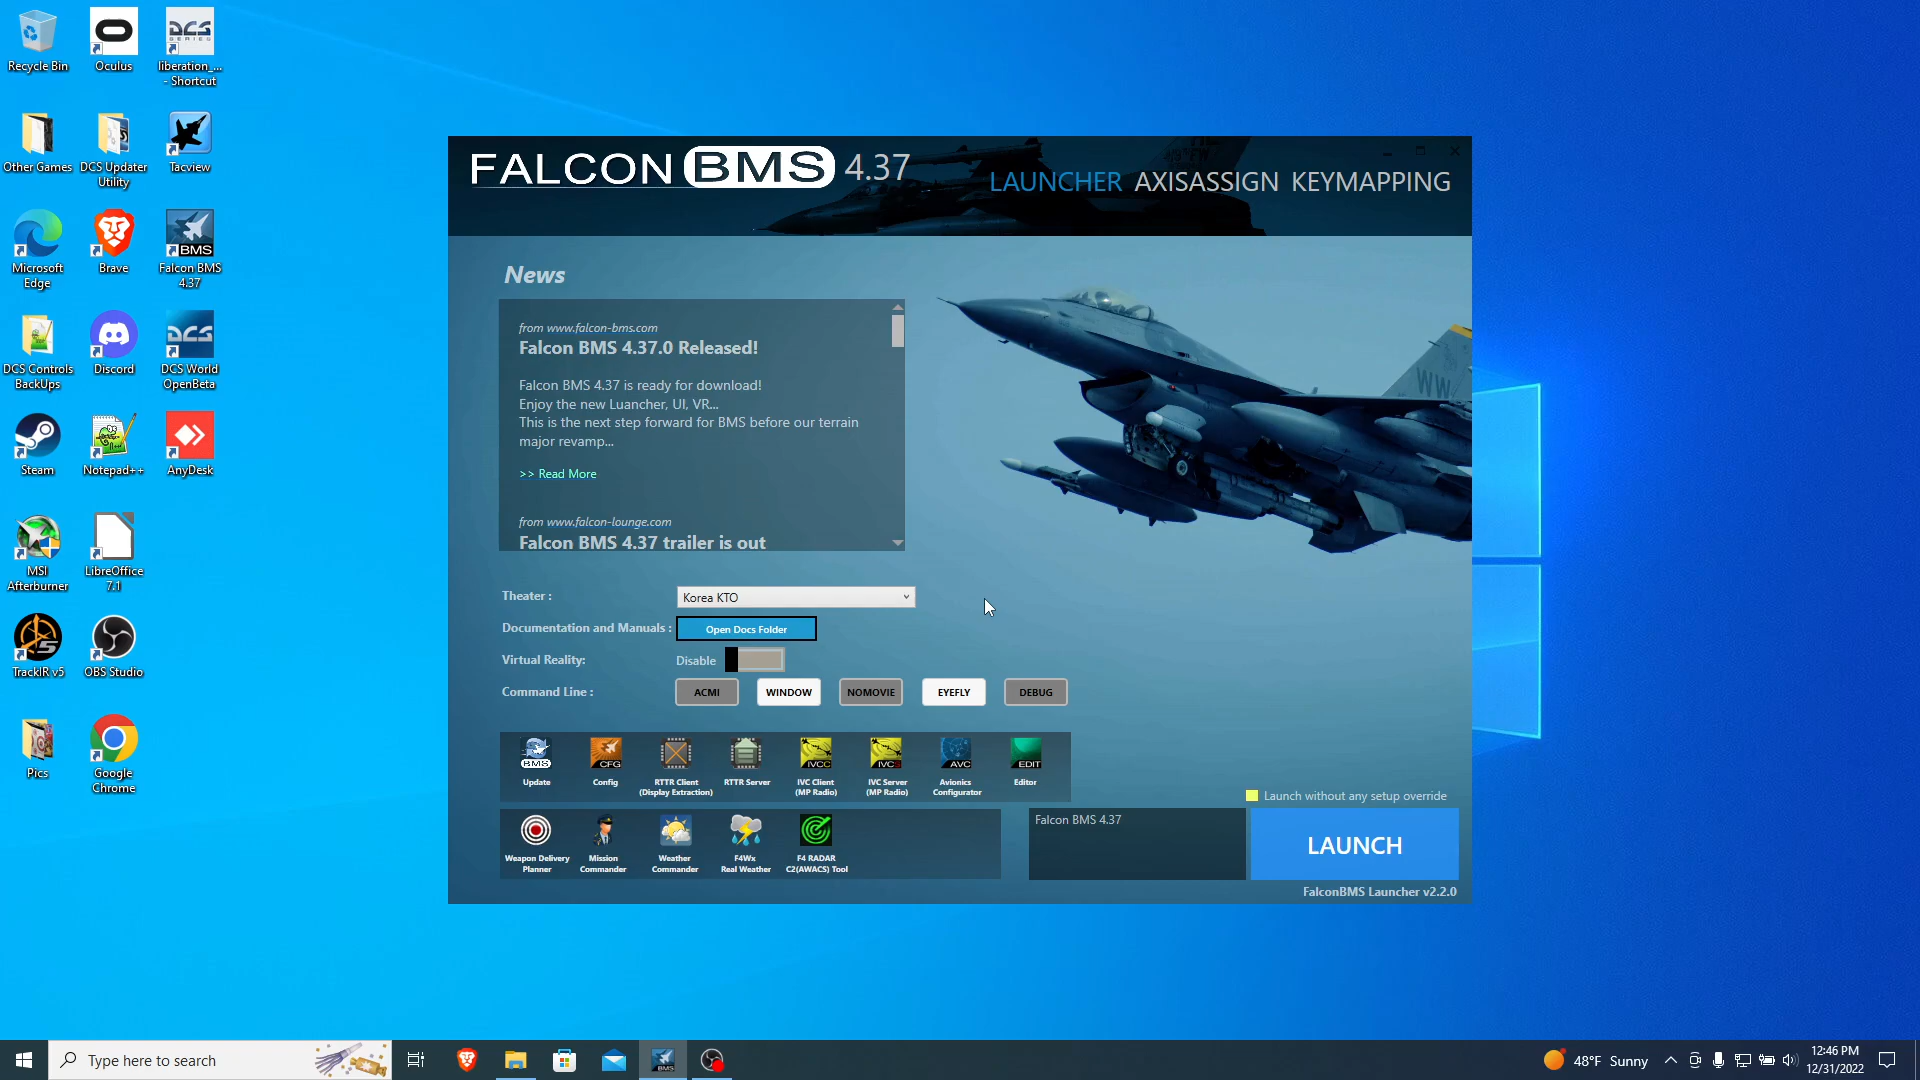 Recycle Bin
Oculus
liberation_...
- Shortcut
Other Games
DCS Updater
Utility
Tacview
Microsoft
Edge
Brave
Falcon BMS
4.37
DCS Controls
BackUps
Discord
DCS World
OpenBeta
Steam
Notepad++
AnyDesk
MSI
Afterburner
LibreOffice
7.1
TrackIR v5
OBS Studio
Pics
Google
Chrome
FALCON BMS 4.37
LAUNCHER AXISASSIGN KEYMAPPING
News
from www.falcon-bms.com
Falcon BMS 4.37.0 Released!
Falcon BMS 4.37 is ready for download!
Enjoy the new Luancher, UI, VR...
This is the next step forward for BMS before our terrain
major revamp...
>> Read More
from www.falcon-lounge.com
Falcon BMS 4.37 trailer is out
WW
Theater :
Korea KTO
Documentation and Manuals :
Open Docs Folder
Virtual Reality:
Disable
Command Line :
ACMI
WINDOW
NOMOVIE
EYEFLY
DEBUG
BMS
CFG
IVCC
IVCS
AVC
EDIT
Update
Config
RTTR Client
(Display Extraction)
RTTR Server
IVC Client
(MP Radio)
IVC Server
(MP Radio)
Avionics
Configurator
Editor
Weapon Delivery
Planner
Mission
Commander
Weather
Commander
F4Wx
Real Weather
F4 RADAR
C2(AWACS) Tool
Launch without any setup override
Falcon BMS 4.37
LAUNCH
FalconBMS Launcher v2.2.0
Type here to search
48°F Sunny
12:46 PM
12/31/2022